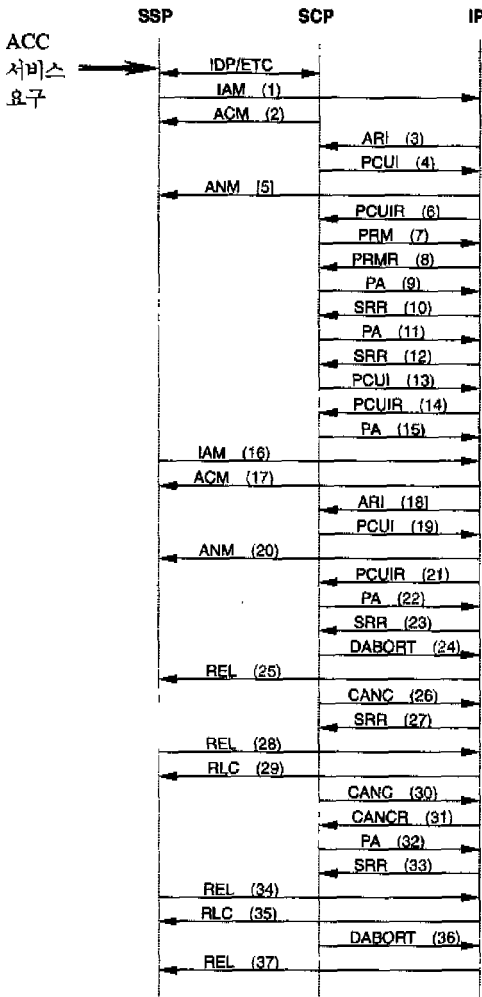 SSP SCP IP
ACC
서비스
요구
IDP/ETC
IAM (1)
ACM (2)
ARI (3)
PCUI (4)
ANM (5)
PCUIR (6)
PRM (7)
PRMR (8)
PA (9)
SRR (10)
PA (11)
SRR (12)
PCUI (13)
PCUIR (14)
PA (15)
IAM (16)
ACM (17)
ARI (18)
PCUI (19)
ANM (20)
PCUIR (21)
PA (22)
SRR (23)
DABORT (24)
REL (25)
CANC (26)
SRR (27)
REL (28)
RLC (29)
CANC (30)
CANCR (31)
PA (32)
SRR (33)
REL (34)
RLC (35)
DABORT (36)
REL (37)